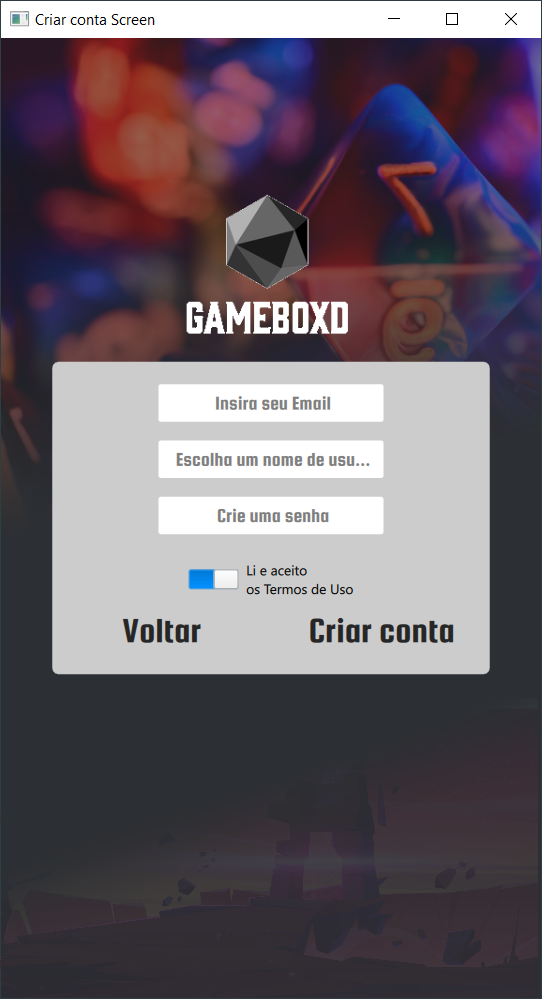 Criar conta Screen
7
GAMEBOXD
Insira seu Email
Escolha um nome de usu...
Crie uma senha
Li e aceito
os Termos de Uso
Voltar
Criar conta